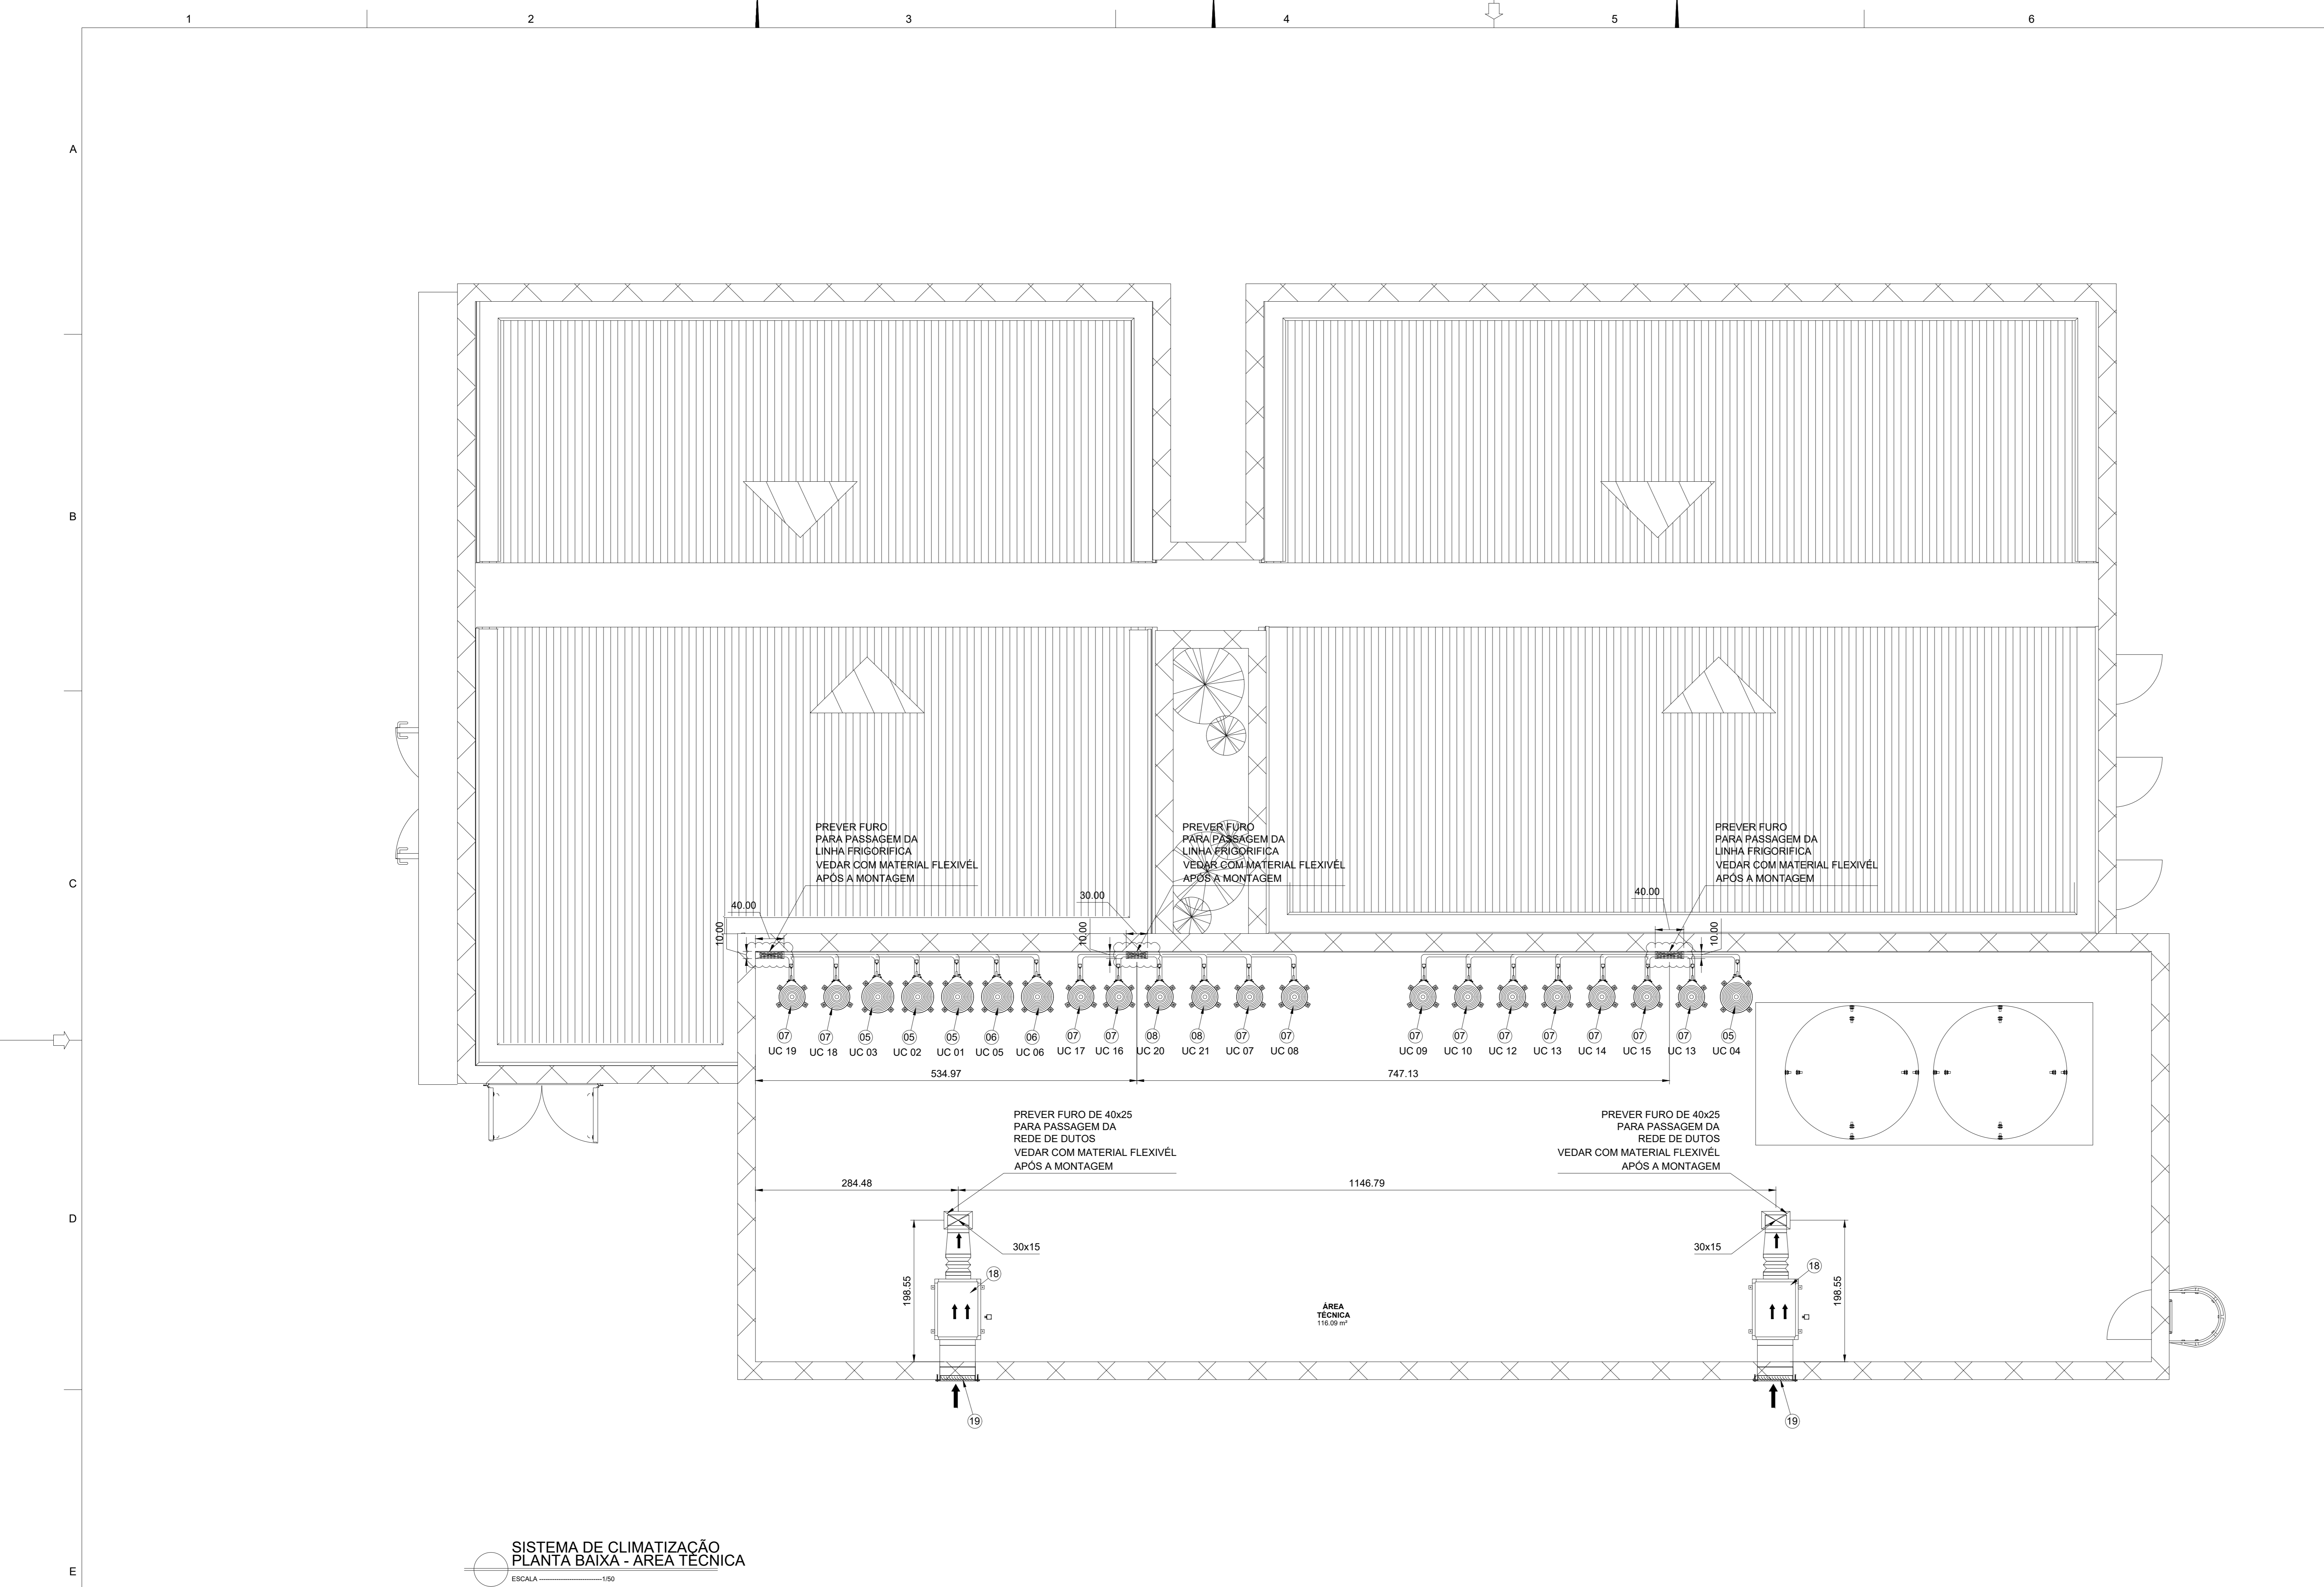 1 2 3 4 5 6
A
B
C
D
E
PREVER FURO
PARA PASSAGEM DA
LINHA FRIGORIFICA
VEDAR COM MATERIAL FLEXIVÉL
APÓS A MONTAGEM
PREVER FURO
PARA PASSAGEM DA
LINHA FRIGORIFICA
VEDAR COM MATERIAL FLEXIVÉL
APÓS A MONTAGEM
PREVER FURO
PARA PASSAGEM DA
LINHA FRIGORIFICA
VEDAR COM MATERIAL FLEXIVÉL
APÓS A MONTAGEM
40.00
30.00
40.00
10.00
10.00
10.00
07 07 05 05 05 06 06 07 07 08 08 07 07 07 07 07 07 07 07 07 05
UC 19 UC 18 UC 03 UC 02 UC 01 UC 05 UC 06 UC 17 UC 16 UC 20 UC 21 UC 07 UC 08 UC 09 UC 10 UC 12 UC 13 UC 14 UC 15 UC 13 UC 04
534.97
747.13
PREVER FURO DE 40x25
PARA PASSAGEM DA
REDE DE DUTOS
VEDAR COM MATERIAL FLEXIVÉL
APÓS A MONTAGEM
PREVER FURO DE 40x25
PARA PASSAGEM DA
REDE DE DUTOS
VEDAR COM MATERIAL FLEXIVÉL
APÓS A MONTAGEM
284.48
1146.79
30x15
30x15
18
18
198.55
198.55
ÁREA
TÉCNICA
116.09 m²
19
19
SISTEMA DE CLIMATIZAÇÃO
PLANTA BAIXA - AREA TÉCNICA
ESCALA ----------------------------1/50